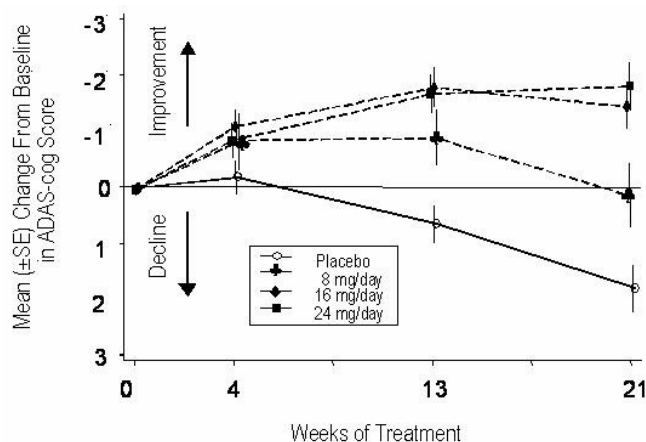 Mean (±SE) Change From Baseline
in ADAS-cog Score
-3
-2
-1
0
1
2
3
Improvement
Decline
Placebo
8 mg/day
16 mg/day
24 mg/day
0
4
13
21
Weeks of Treatment